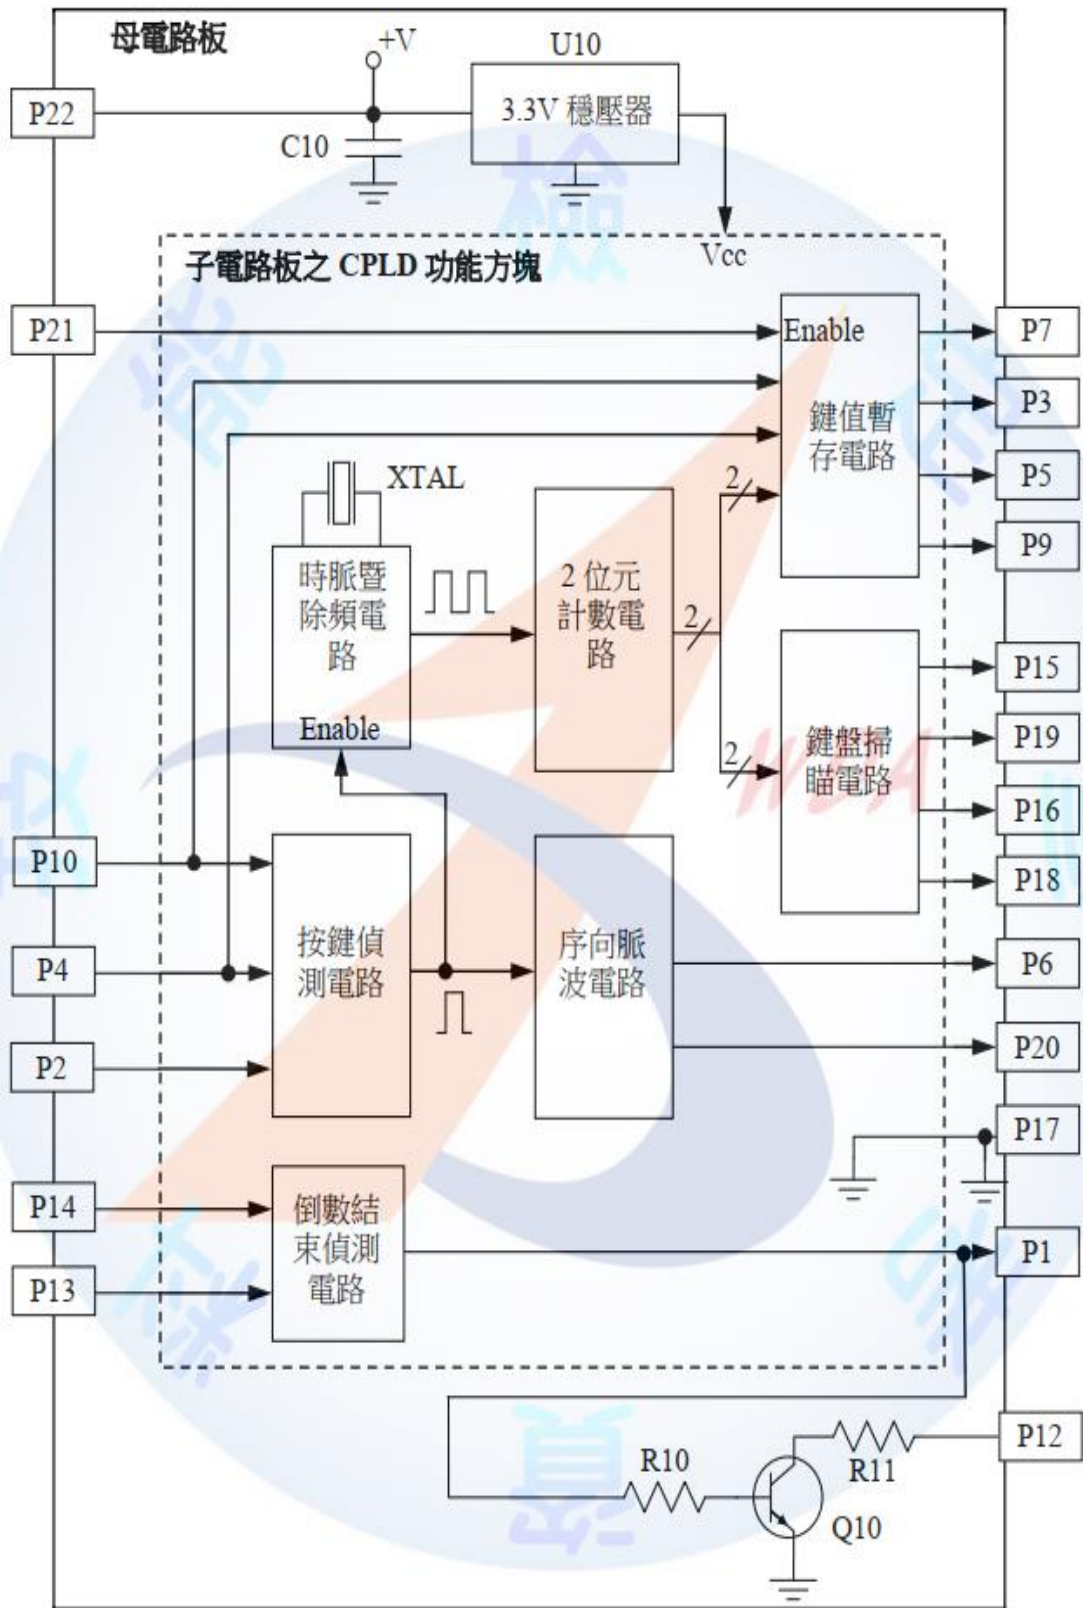 母電路板
+V
U10
P22
3.3V 穩壓器
C10
Vcc
子電路板之 CPLD 功能方塊
P21
Enable
P7
鍵值暫
存電路
P3
XTAL
2
P5
時脈暨
除頻電
路
2 位元
計數電
路
P9
2
Enable
鍵盤掃
瞄電路
P15
2
P19
P16
P10
P18
按鍵偵
測電路
序向脈
波電路
P4
P6
P2
P20
P17
P14
倒數結
束偵測
電路
P1
P13
P12
R10
R11
Q10
技
能
檢
定
WDA